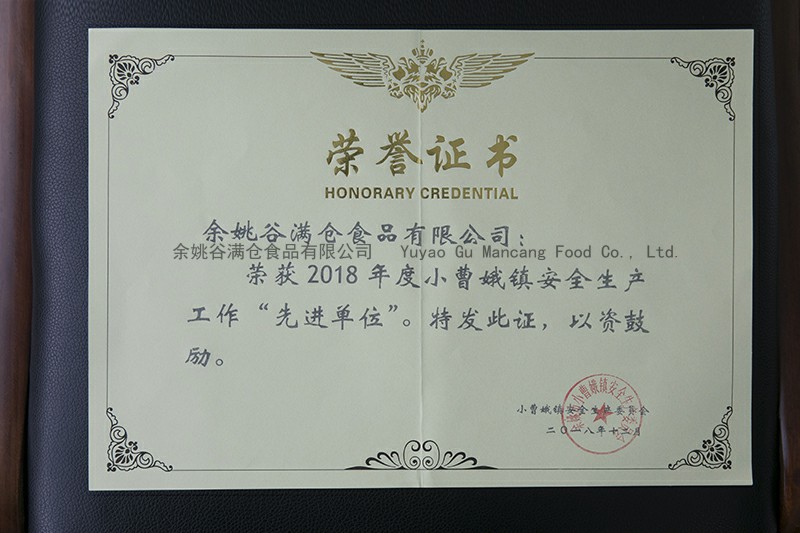 荣誉证书
HONORARY CREDENTIAL
余姚谷满仓食品有限公司：
余姚谷满仓食品有限公司 Yuyao Gu Mancang Food Co., Ltd.
荣获2018年度小曹娥镇安全生产
工作“先进单位”。特发此证，以资鼓
励。
小曹娥镇安全生产委员会
二〇一八年十二月